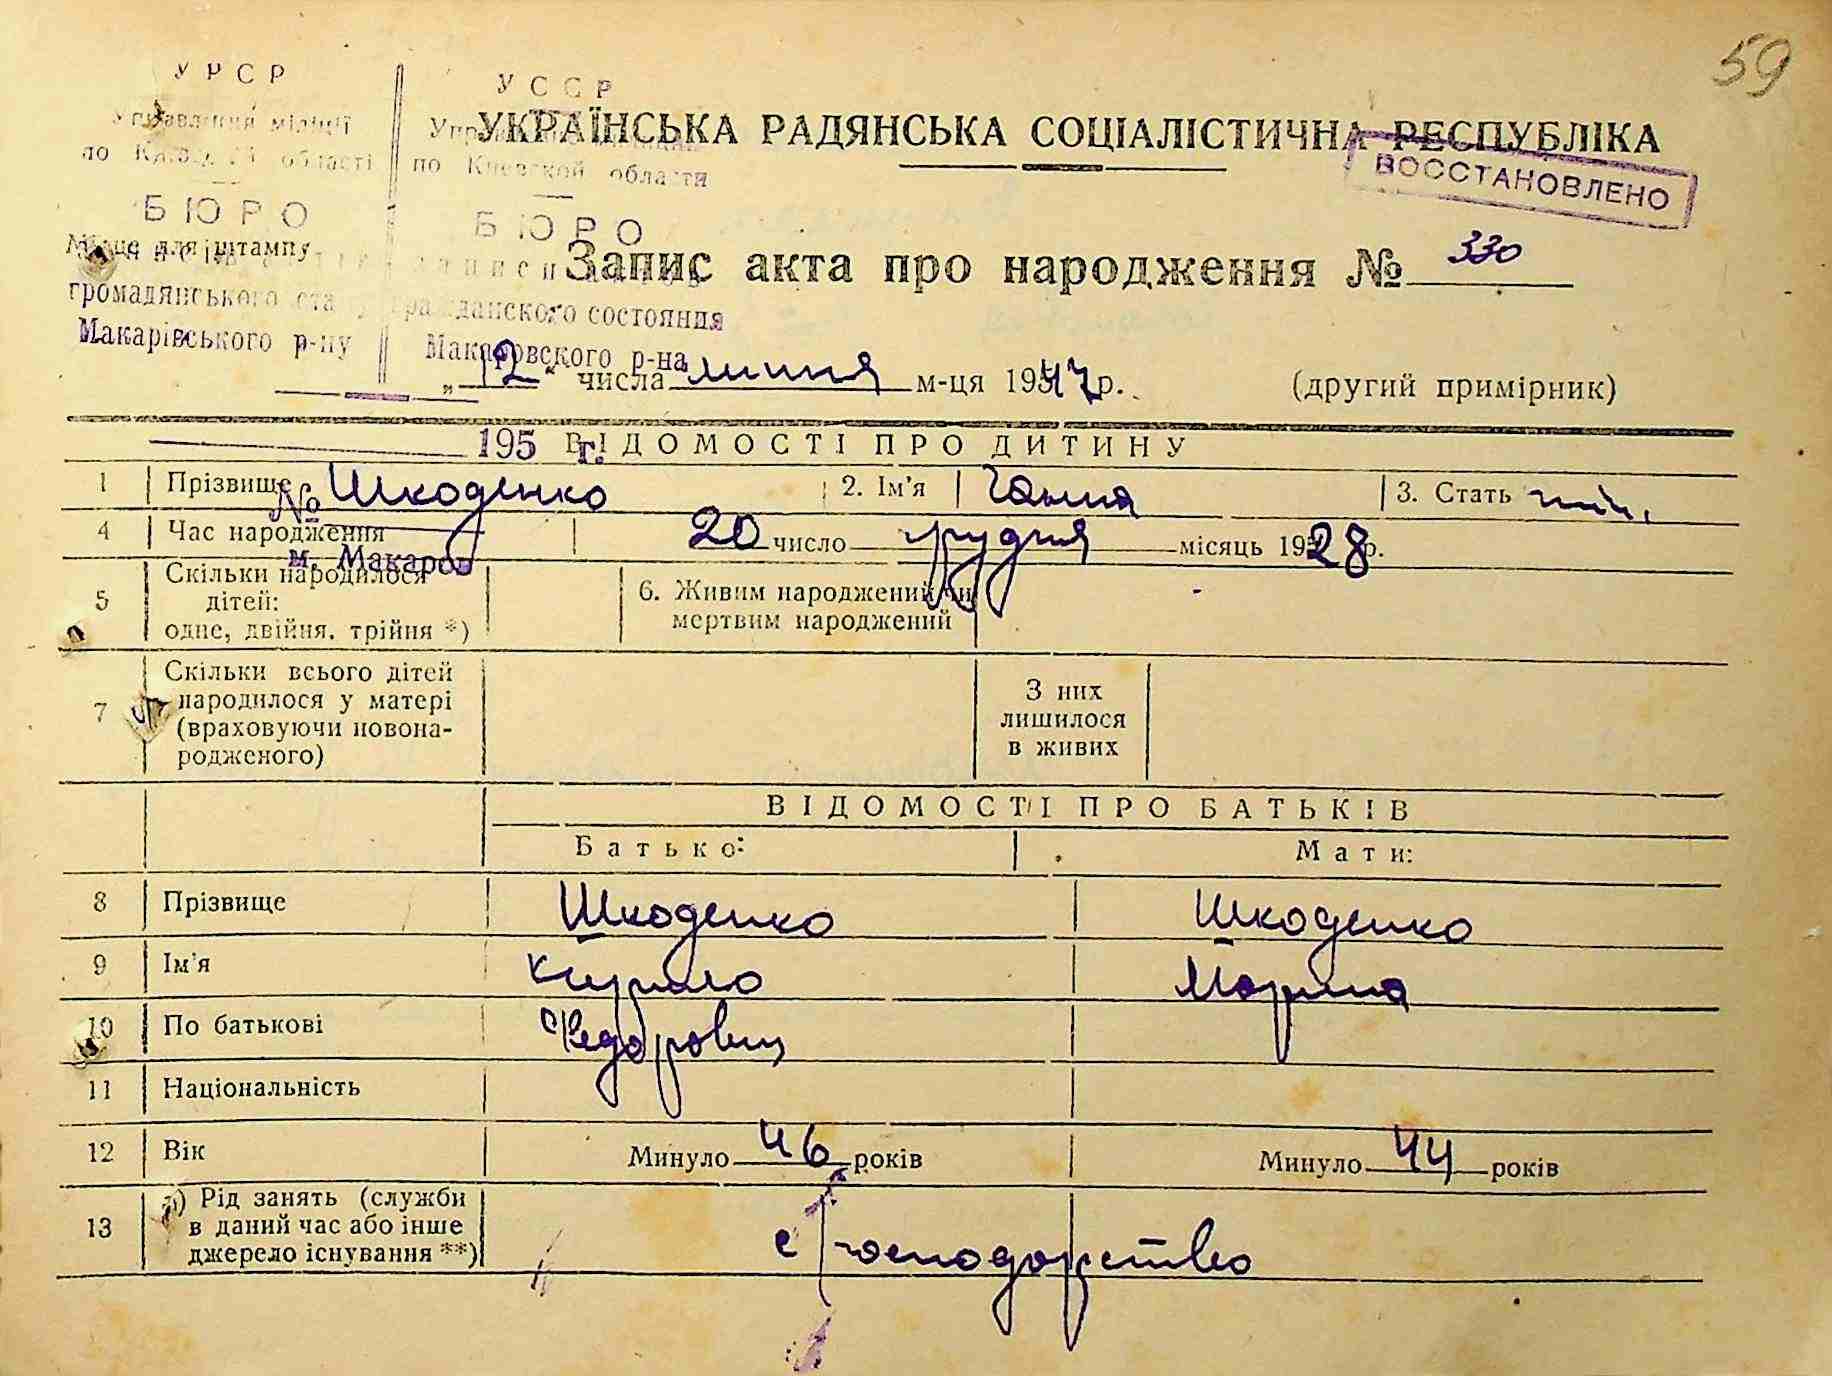 59
УРСР
Управління міліції
по Київській області
БЮРО
громадянського стану
Макарівського р-ну
УССР
по Киевской области
БЮРО
гражданского состояния
Макаровского р-на
195 г.
№
м. Макаров
УКРАЇНСЬКА РАДЯНСЬКА СОЦІАЛІСТИЧНА РЕСПУБЛІКА
ВОССТАНОВЛЕНО
Місце для штампу
Запис акта про народження № 330
„12“ числа липня м-ця 1947 р. (другий примірник)
ВІДОМОСТІ ПРО ДИТИНУ
1 Прізвище Шкоденко 2. Ім'я Ганна 3. Стать жін.
4 Час народження 20 число грудня місяць 1928 р.
5 Скільки народилося дітей: одне, двійня, трійня *) 6. Живим народжений чи мертвим народжений
7 Скільки всього дітей народилося у матері (враховуючи новонародженого) З них лишилося в живих
ВІДОМОСТІ ПРО БАТЬКІВ
Батько: Мати:
8 Прізвище Шкоденко Шкоденко
9 Ім'я Кирило Марина
10 По батькові Федорович
11 Національність
12 Вік Минуло 46 років Минуло 44 років
13 а) Рід занять (служби в даний час або інше джерело існування **) с господарство